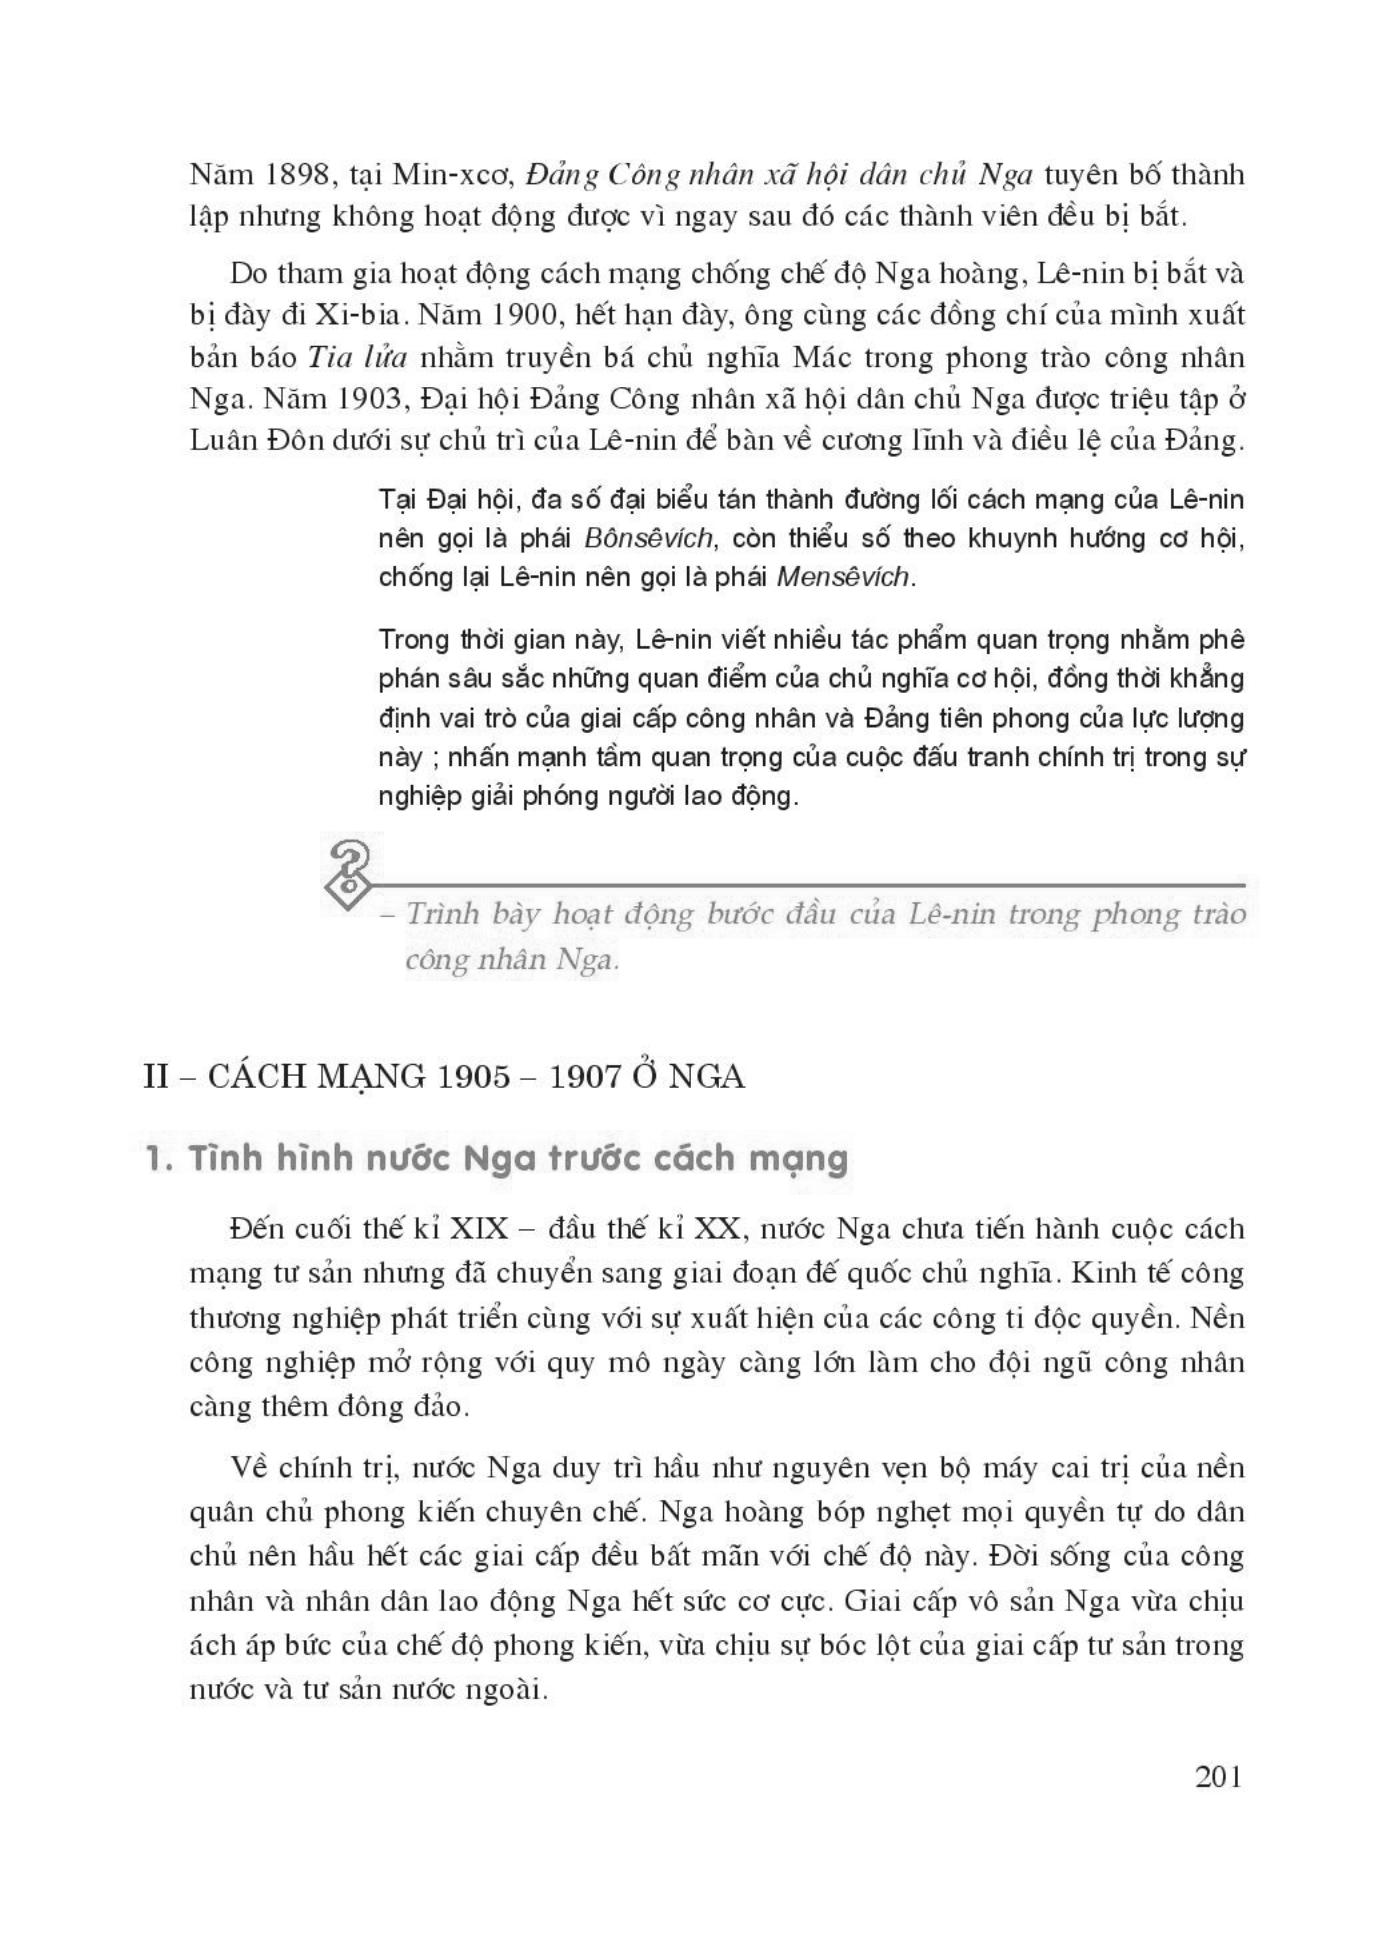 Năm 1898, tại Min-xcơ, Đảng Công nhân xã hội dân chủ Nga tuyên bố thành
lập nhưng không hoạt động được vì ngay sau đó các thành viên đều bị bắt.
Do tham gia hoạt động cách mạng chống chế độ Nga hoàng, Lê-nin bị bắt và
bị đày đi Xi-bia. Năm 1900, hết hạn đày, ông cùng các đồng chí của mình xuất
bản báo Tia lửa nhằm truyền bá chủ nghĩa Mác trong phong trào công nhân
Nga. Năm 1903, Đại hội Đảng Công nhân xã hội dân chủ Nga được triệu tập ở
Luân Đôn dưới sự chủ trì của Lê-nin để bàn về cương lĩnh và điều lệ của Đảng.
Tại Đại hội, đa số đại biểu tán thành đường lối cách mạng của Lê-nin
nên gọi là phái Bônsêvích, còn thiểu số theo khuynh hướng cơ hội,
chống lại Lê-nin nên gọi là phái Mensêvích.
Trong thời gian này, Lê-nin viết nhiều tác phẩm quan trọng nhằm phê
phán sâu sắc những quan điểm của chủ nghĩa cơ hội, đồng thời khẳng
định vai trò của giai cấp công nhân và Đảng tiên phong của lực lượng
này ; nhấn mạnh tầm quan trọng của cuộc đấu tranh chính trị trong sự
nghiệp giải phóng người lao động.
?
– Trình bày hoạt động bước đầu của Lê-nin trong phong trào
công nhân Nga.
II – CÁCH MẠNG 1905 – 1907 Ở NGA
1. Tình hình nước Nga trước cách mạng
Đến cuối thế kỉ XIX – đầu thế kỉ XX, nước Nga chưa tiến hành cuộc cách
mạng tư sản nhưng đã chuyển sang giai đoạn đế quốc chủ nghĩa. Kinh tế công
thương nghiệp phát triển cùng với sự xuất hiện của các công ti độc quyền. Nền
công nghiệp mở rộng với quy mô ngày càng lớn làm cho đội ngũ công nhân
càng thêm đông đảo.
Về chính trị, nước Nga duy trì hầu như nguyên vẹn bộ máy cai trị của nền
quân chủ phong kiến chuyên chế. Nga hoàng bóp nghẹt mọi quyền tự do dân
chủ nên hầu hết các giai cấp đều bất mãn với chế độ này. Đời sống của công
nhân và nhân dân lao động Nga hết sức cơ cực. Giai cấp vô sản Nga vừa chịu
ách áp bức của chế độ phong kiến, vừa chịu sự bóc lột của giai cấp tư sản trong
nước và tư sản nước ngoài.
201